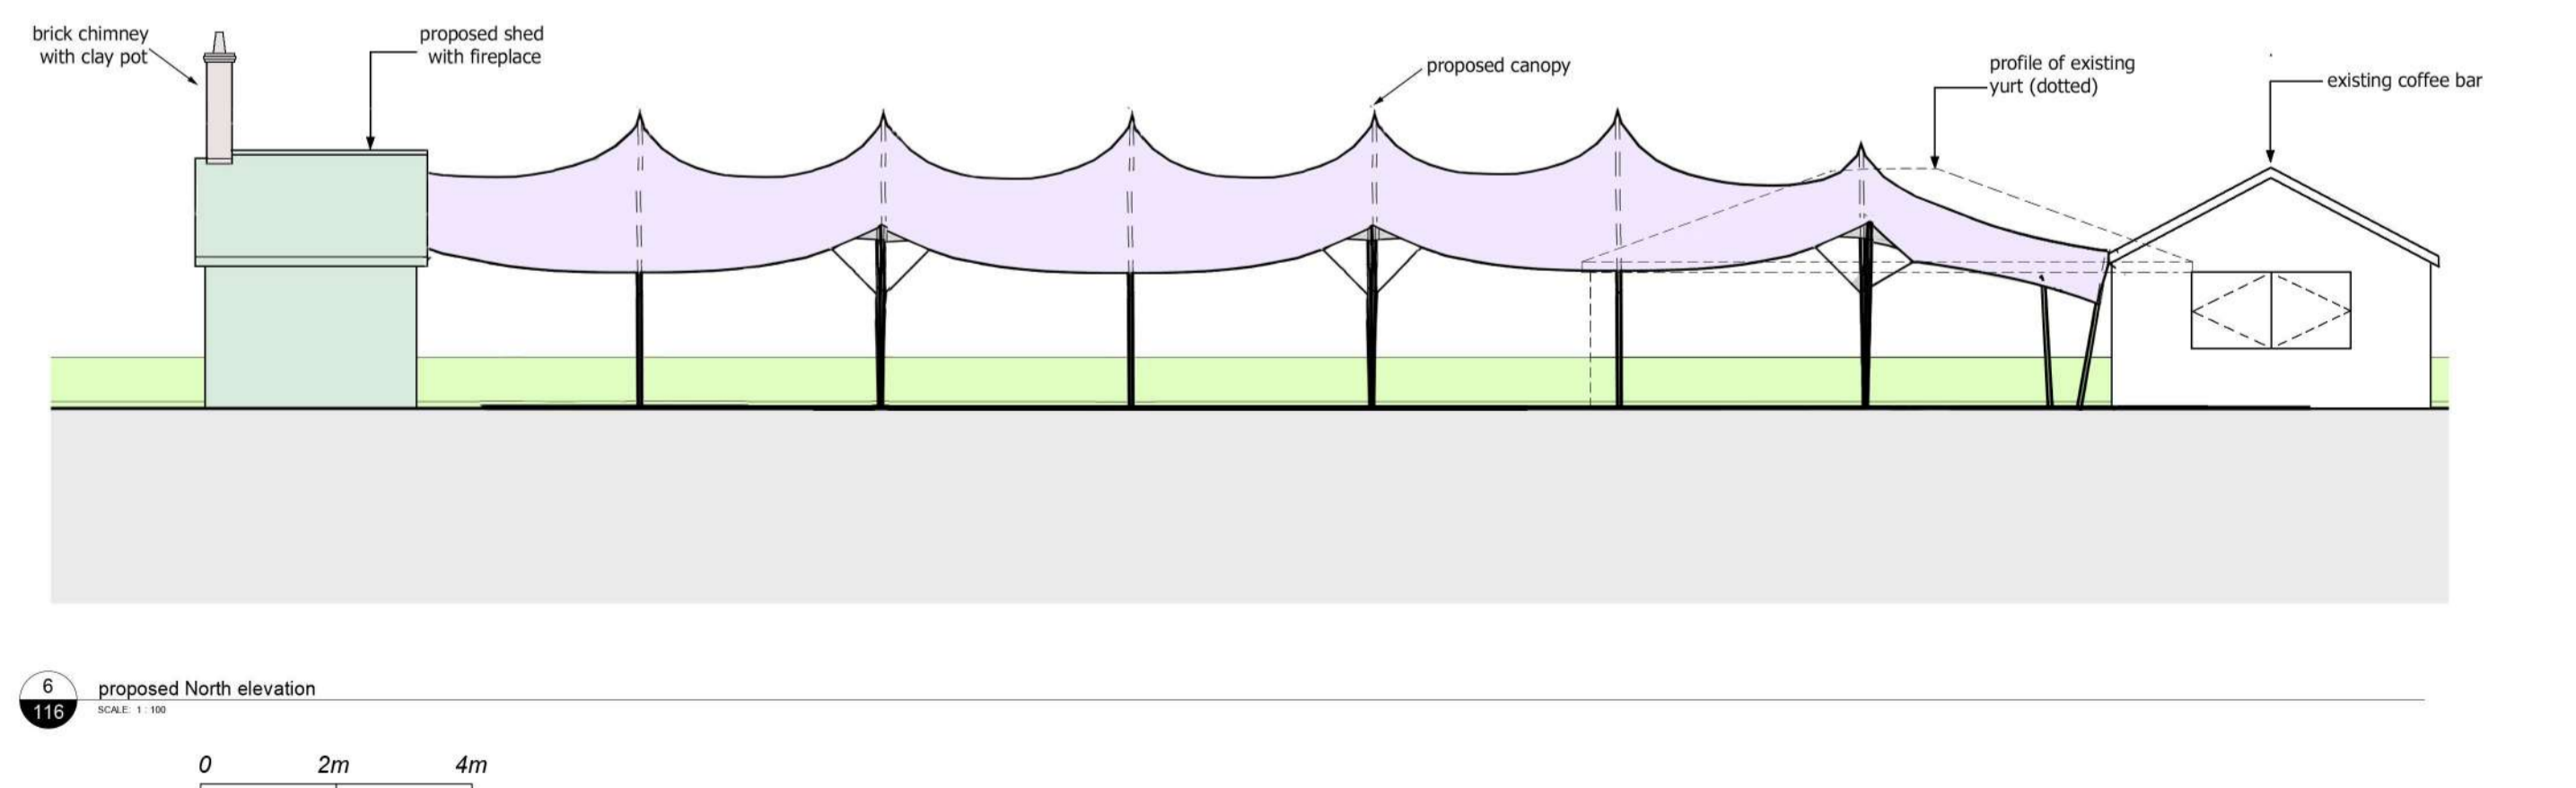 brick chimney
with clay pot
proposed shed
with fireplace
proposed canopy
profile of existing
yurt (dotted)
existing coffee bar
6
116
proposed North elevation
SCALE: 1 : 100
0 2m 4m